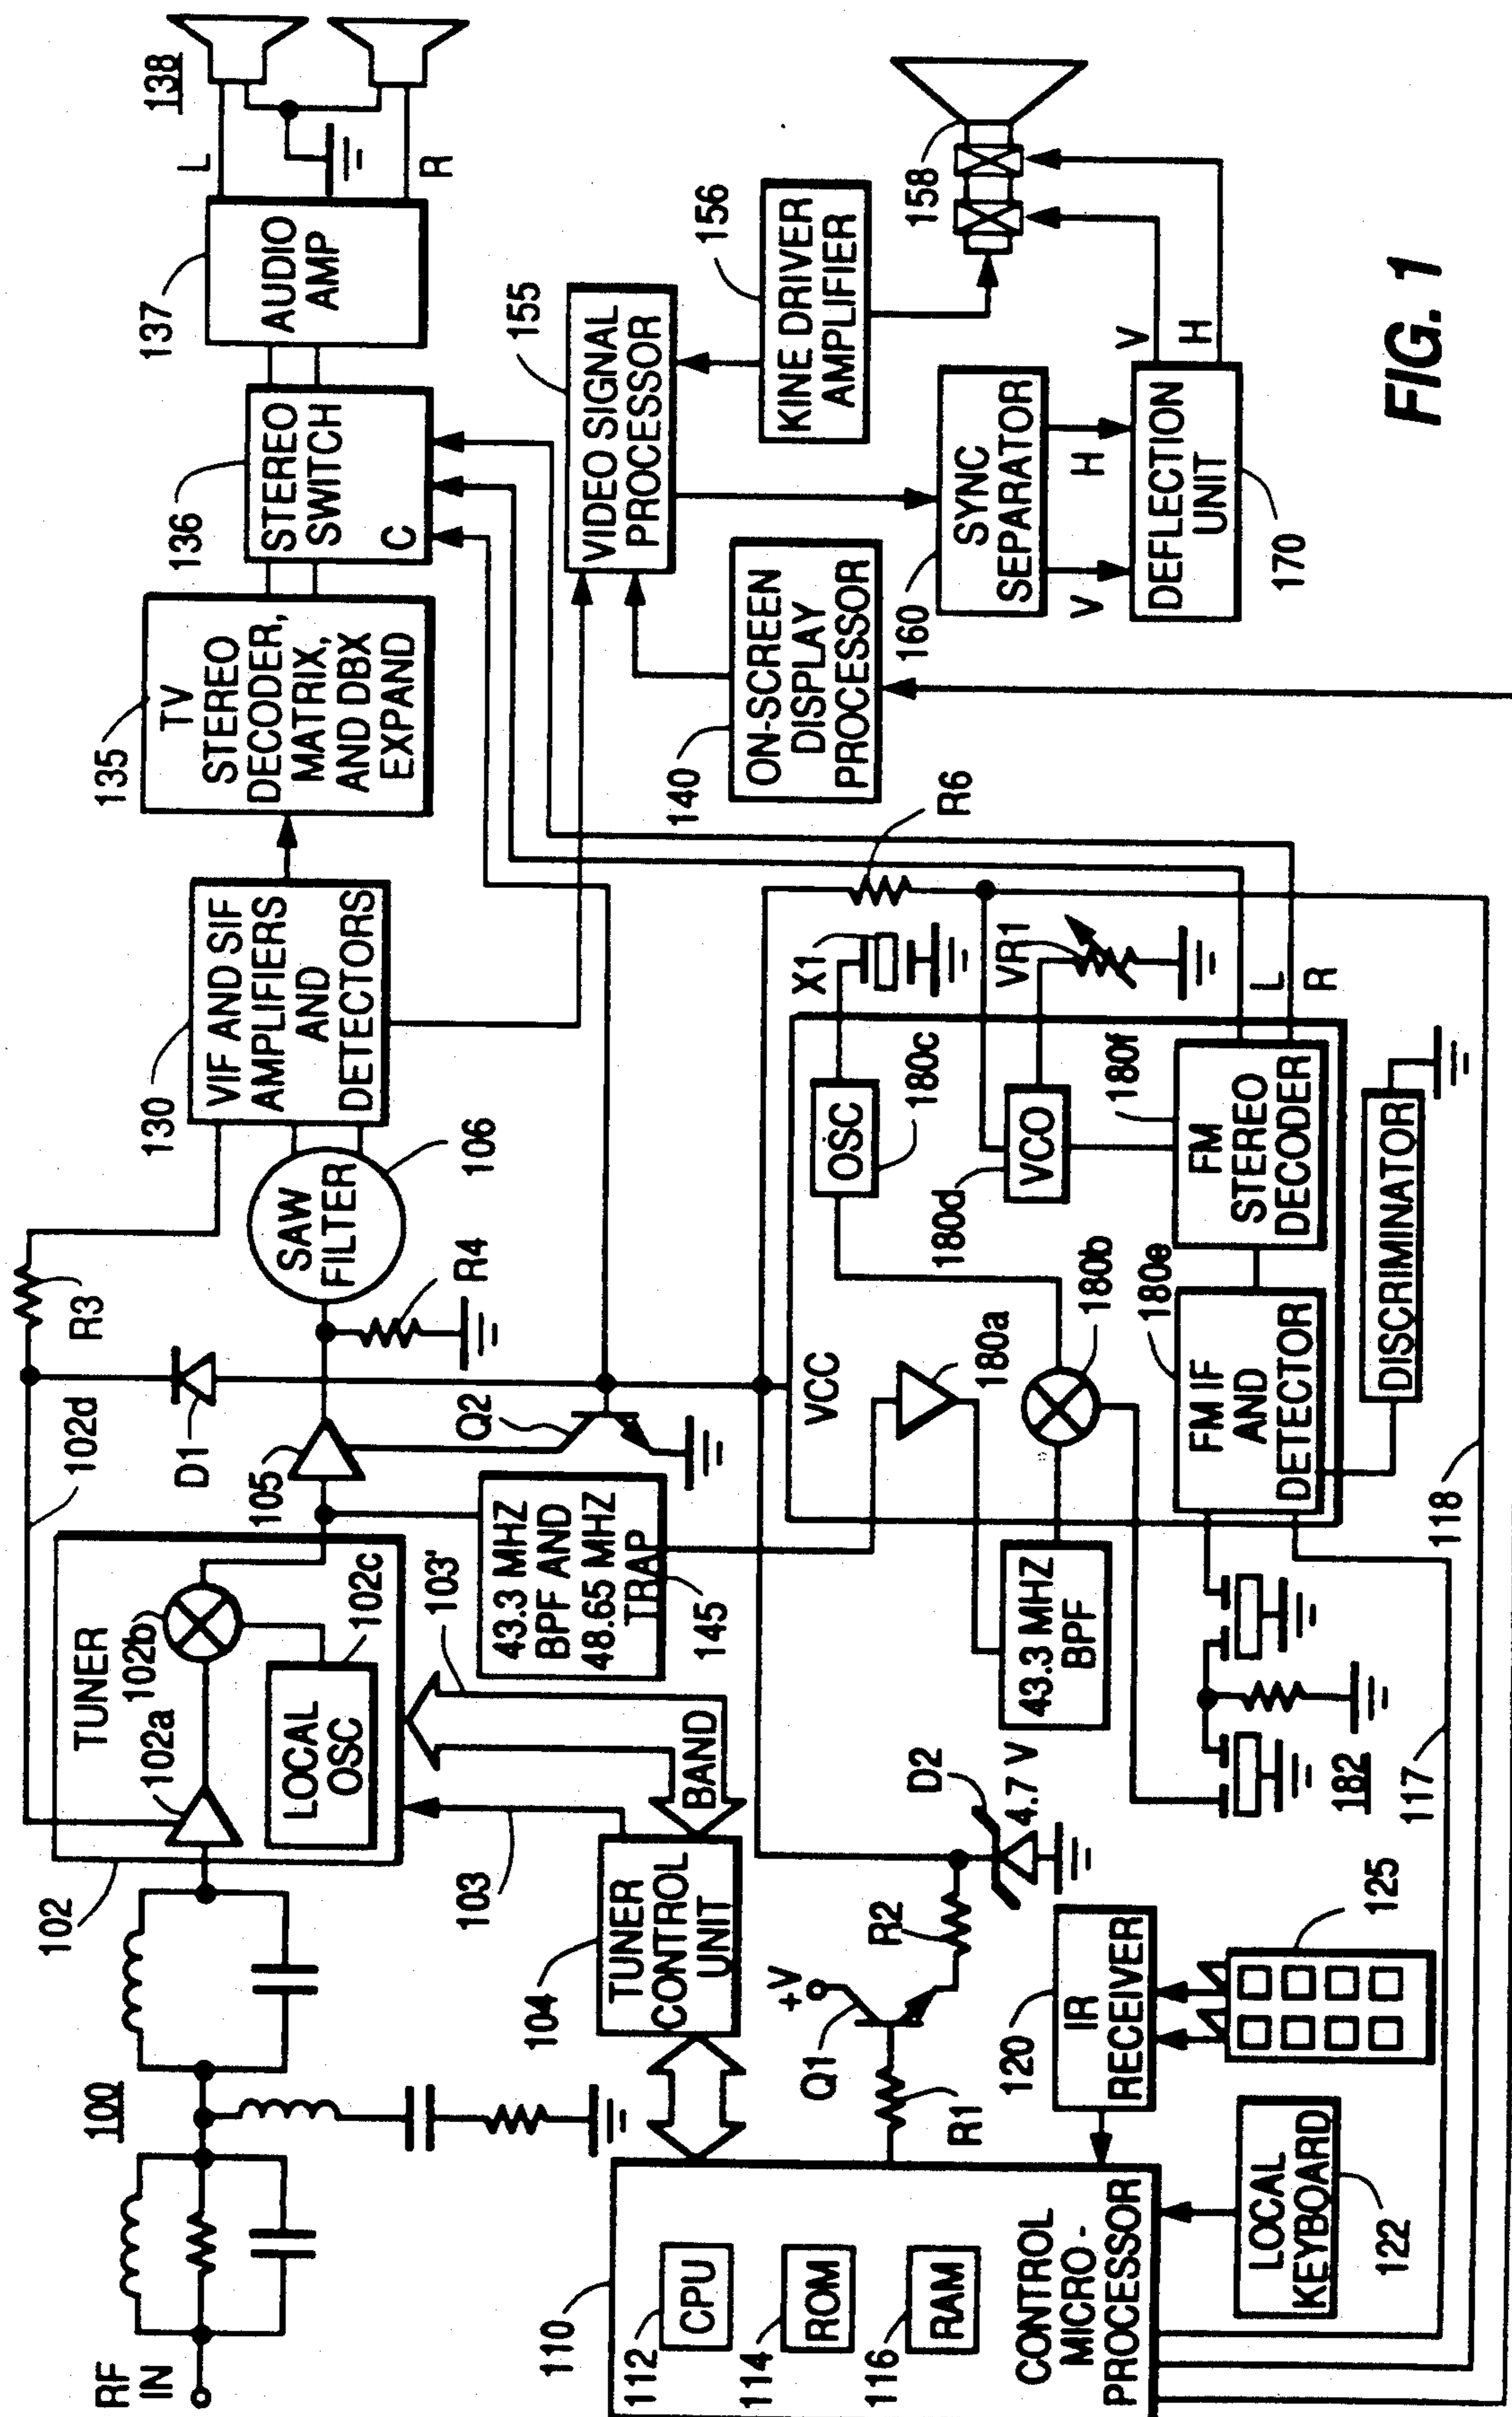 RF
IN
100
102
TUNER
102a
102b
LOCAL
OSC
102c
102d
R3
D1
105
103
103'
BAND
104
TUNER
CONTROL
UNIT
43.3 MHZ
BPF AND
48.65 MHZ
TRAP
145
Q2
R4
SAW
FILTER
106
130
VIF AND SIF
AMPLIFIERS
AND
DETECTORS
135
TV
STEREO
DECODER,
MATRIX,
AND DBX
EXPAND
136
STEREO
SWITCH
C
137
AUDIO
AMP
L
R
138
110
112
CPU
114
ROM
116
RAM
CONTROL
MICRO-
PROCESSOR
R1
Q1
+V
R2
D2
4.7 V
120
IR
RECEIVER
125
LOCAL
KEYBOARD
122
117
118
182
43.3 MHZ
BPF
VCC
180a
180b
OSC
180c
X1
180d
VCO
VR1
R6
180e
FM IF
AND
DETECTOR
180f
FM
STEREO
DECODER
L
R
DISCRIMINATOR
140
ON-SCREEN
DISPLAY
PROCESSOR
155
VIDEO SIGNAL
PROCESSOR
156
KINE DRIVER
AMPLIFIER
158
160
SYNC
SEPARATOR
V
H
DEFLECTION
UNIT
170
V
H
FIG. 1